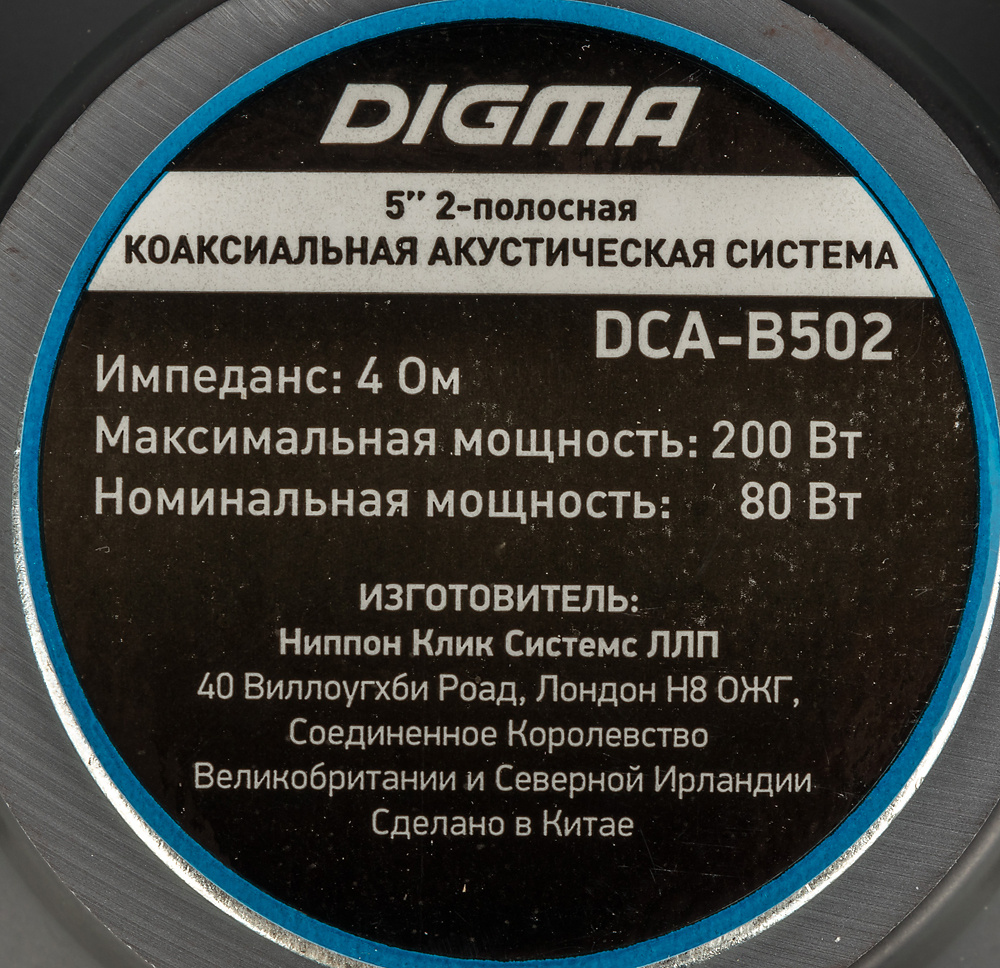 DIGMA
5” 2-полосная
КОАКСИАЛЬНАЯ АКУСТИЧЕСКАЯ СИСТЕМА
DCA-B502
Импеданс: 4 Ом
Максимальная мощность: 200 Вт
Номинальная мощность: 80 Вт
ИЗГОТОВИТЕЛЬ:
Ниппон Клик Системс ЛЛП
40 Виллоугхби Роад, Лондон Н8 ОЖГ,
Соединенное Королевство
Великобритании и Северной Ирландии
Сделано в Китае